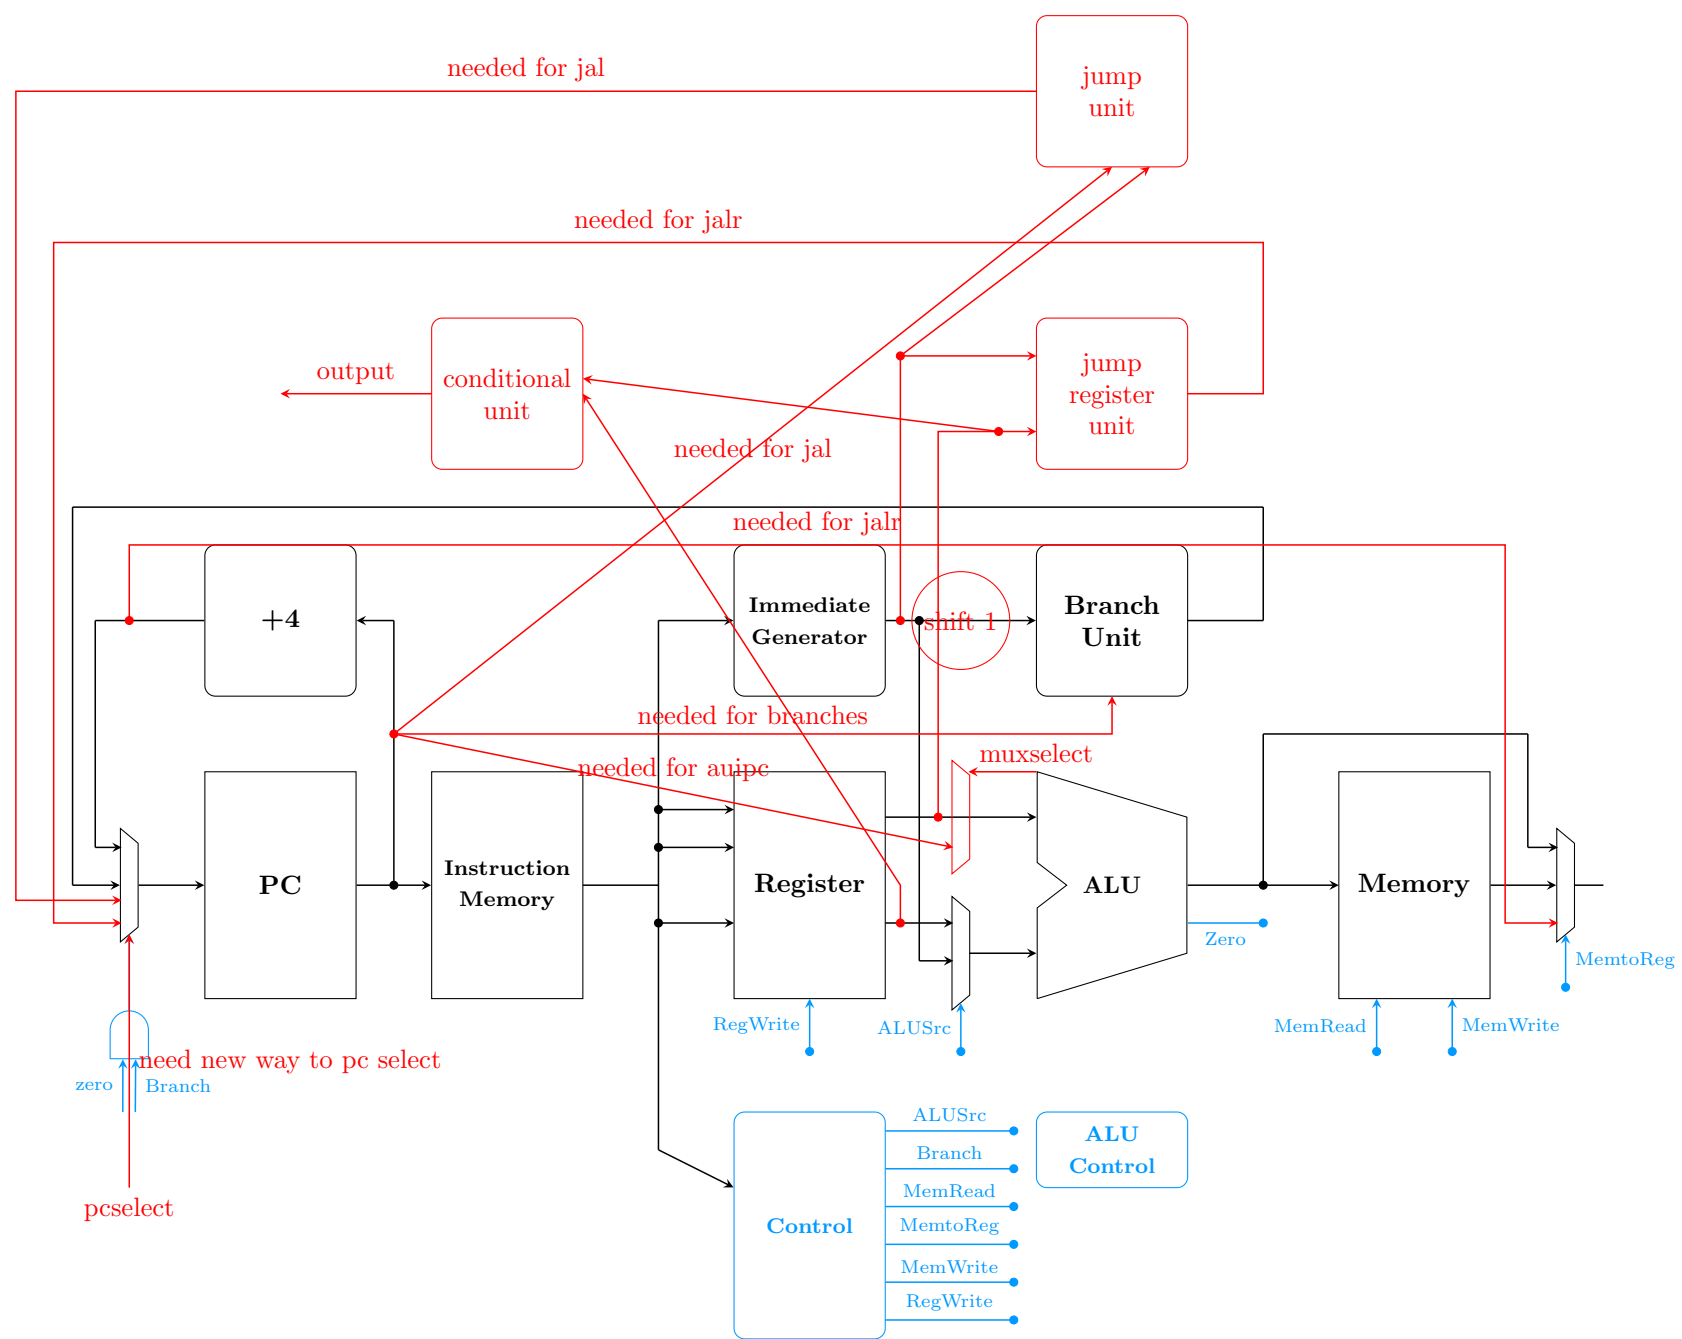 jump
unit
needed for jal
needed for jalr
conditional
unit
output
jump
register
unit
needed for jal
needed for jalr
+4
Immediate
Generator
shift 1
Branch
Unit
needed for branches
needed for auipc
muxselect
PC
Instruction
Memory
Register
ALU
Memory
Zero
MemtoReg
RegWrite
ALUSrc
MemRead
MemWrite
need new way to pc select
zero
Branch
pcselect
Control
ALUSrc
Branch
MemRead
MemtoReg
MemWrite
RegWrite
ALU
Control